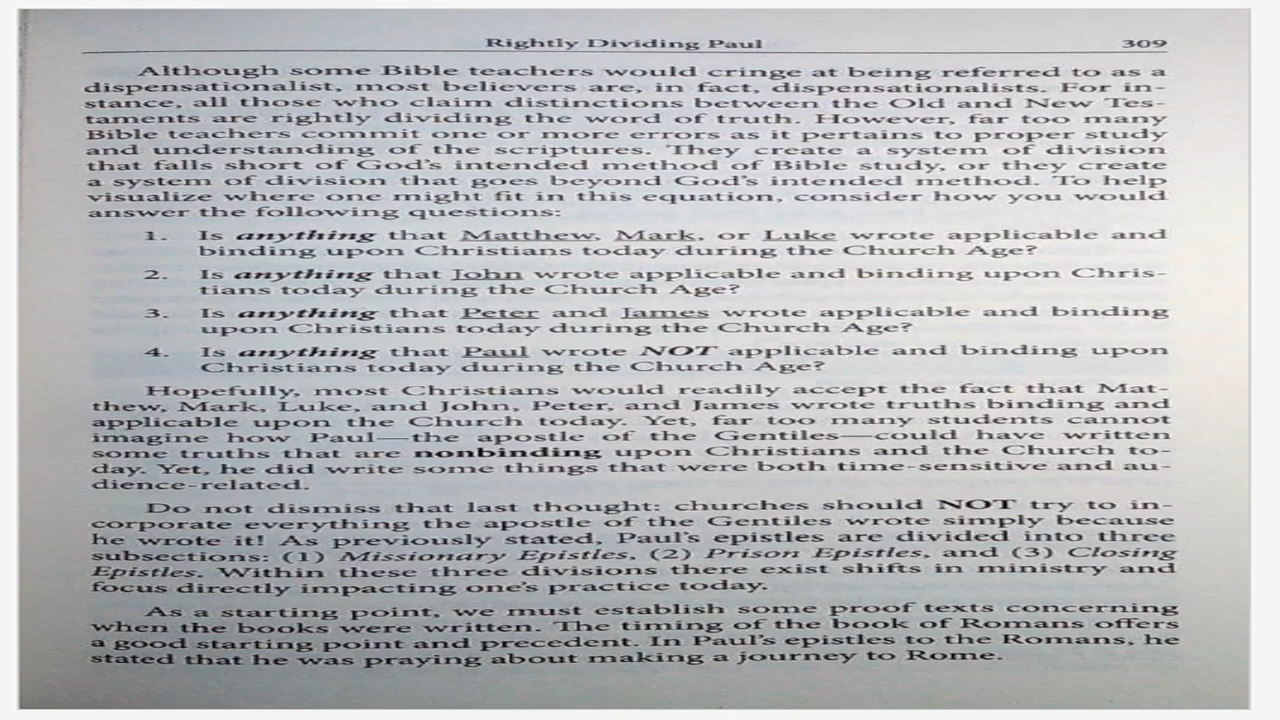 Rightly Dividing Paul 309
Although some Bible teachers would cringe at being referred to as a
dispensationalist, most believers are, in fact, dispensationalists. For in-
stance, all those who claim distinctions between the Old and New Tes-
taments are rightly dividing the word of truth. However, far too many
Bible teachers commit one or more errors as it pertains to proper study
and understanding of the scriptures. They create a system of division
that falls short of God's intended method of Bible study, or they create
a system of division that goes beyond God's intended method. To help
visualize where one might fit in this equation, consider how you would
answer the following questions:
1. Is anything that Matthew, Mark, or Luke wrote applicable and
binding upon Christians today during the Church Age?
2. Is anything that John wrote applicable and binding upon Chris-
tians today during the Church Age?
3. Is anything that Peter and James wrote applicable and binding
upon Christians today during the Church Age?
4. Is anything that Paul wrote NOT applicable and binding upon
Christians today during the Church Age?
Hopefully, most Christians would readily accept the fact that Mat-
thew, Mark, Luke, and John, Peter, and James wrote truths binding and
applicable upon the Church today. Yet, far too many students cannot
imagine how Paul—the apostle of the Gentiles—could have written
some truths that are nonbinding upon Christians and the Church to-
day. Yet, he did write some things that were both time-sensitive and au-
dience-related.
Do not dismiss that last thought: churches should NOT try to in-
corporate everything the apostle of the Gentiles wrote simply because
he wrote it! As previously stated, Paul's epistles are divided into three
subsections: (1) Missionary Epistles, (2) Prison Epistles, and (3) Closing
Epistles. Within these three divisions there exist shifts in ministry and
focus directly impacting one's practice today.
As a starting point, we must establish some proof texts concerning
when the books were written. The timing of the book of Romans offers
a good starting point and precedent. In Paul's epistles to the Romans, he
stated that he was praying about making a journey to Rome.